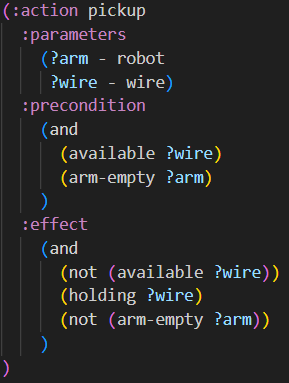 (:action pickup
  :parameters
    (?arm - robot
     ?wire - wire)
  :precondition
    (and
      (available ?wire)
      (arm-empty ?arm)
    )
  :effect
    (and
      (not (available ?wire))
      (holding ?wire)
      (not (arm-empty ?arm))
    )
)